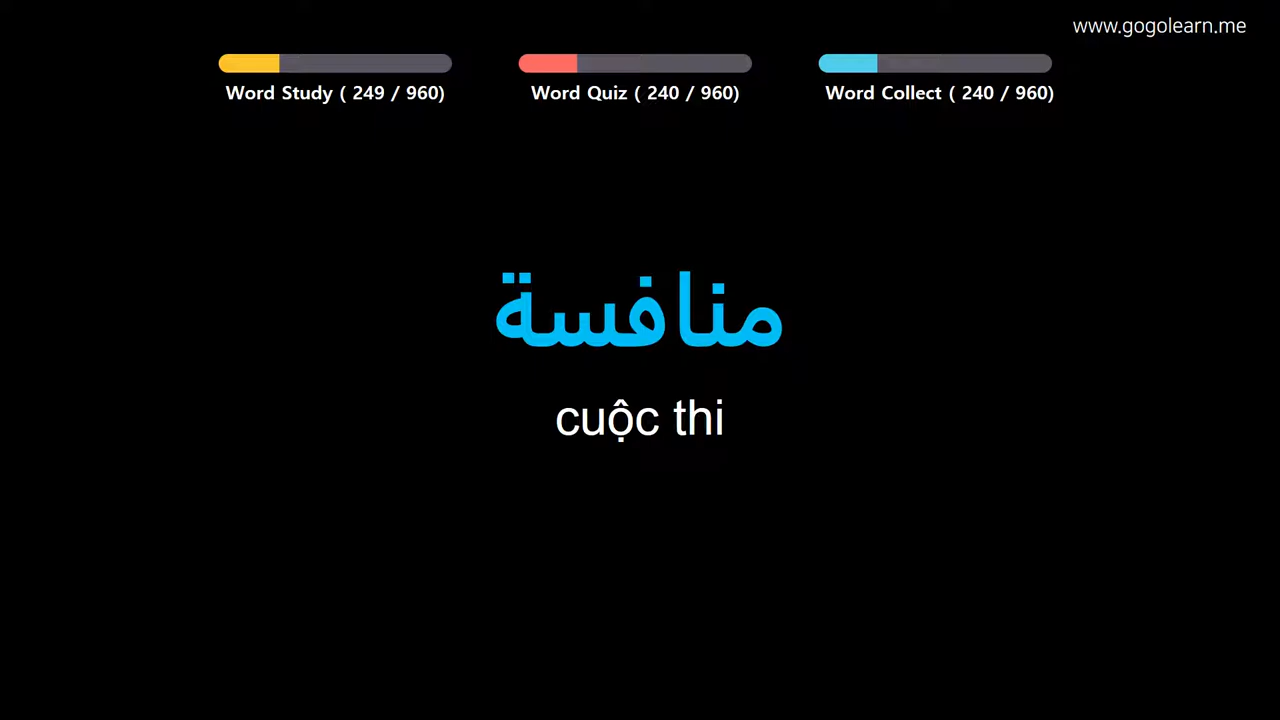 www.gogolearn.me
Word Study ( 249 / 960)
Word Quiz ( 240 / 960)
Word Collect ( 240 / 960)
منافسة
cuộc thi